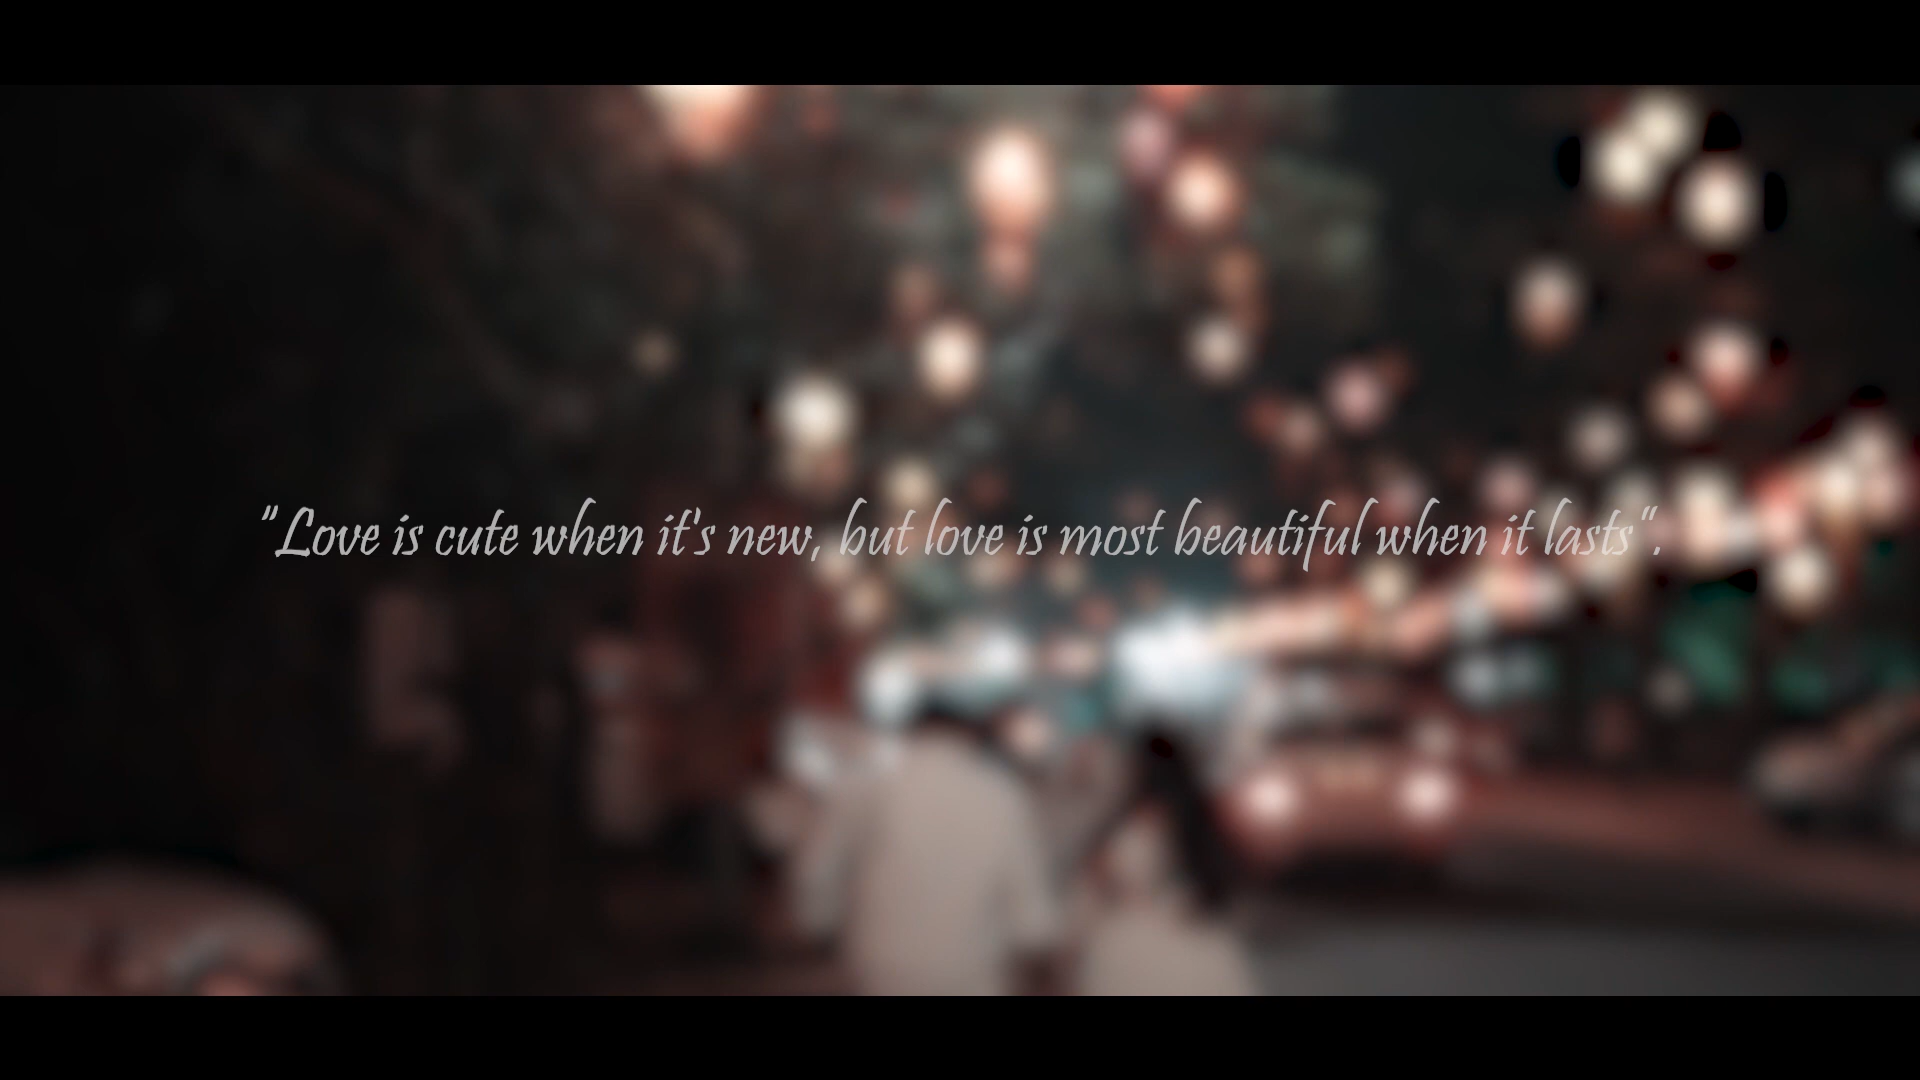 "Love is cute when it's new, but love is most beautiful when it lasts".